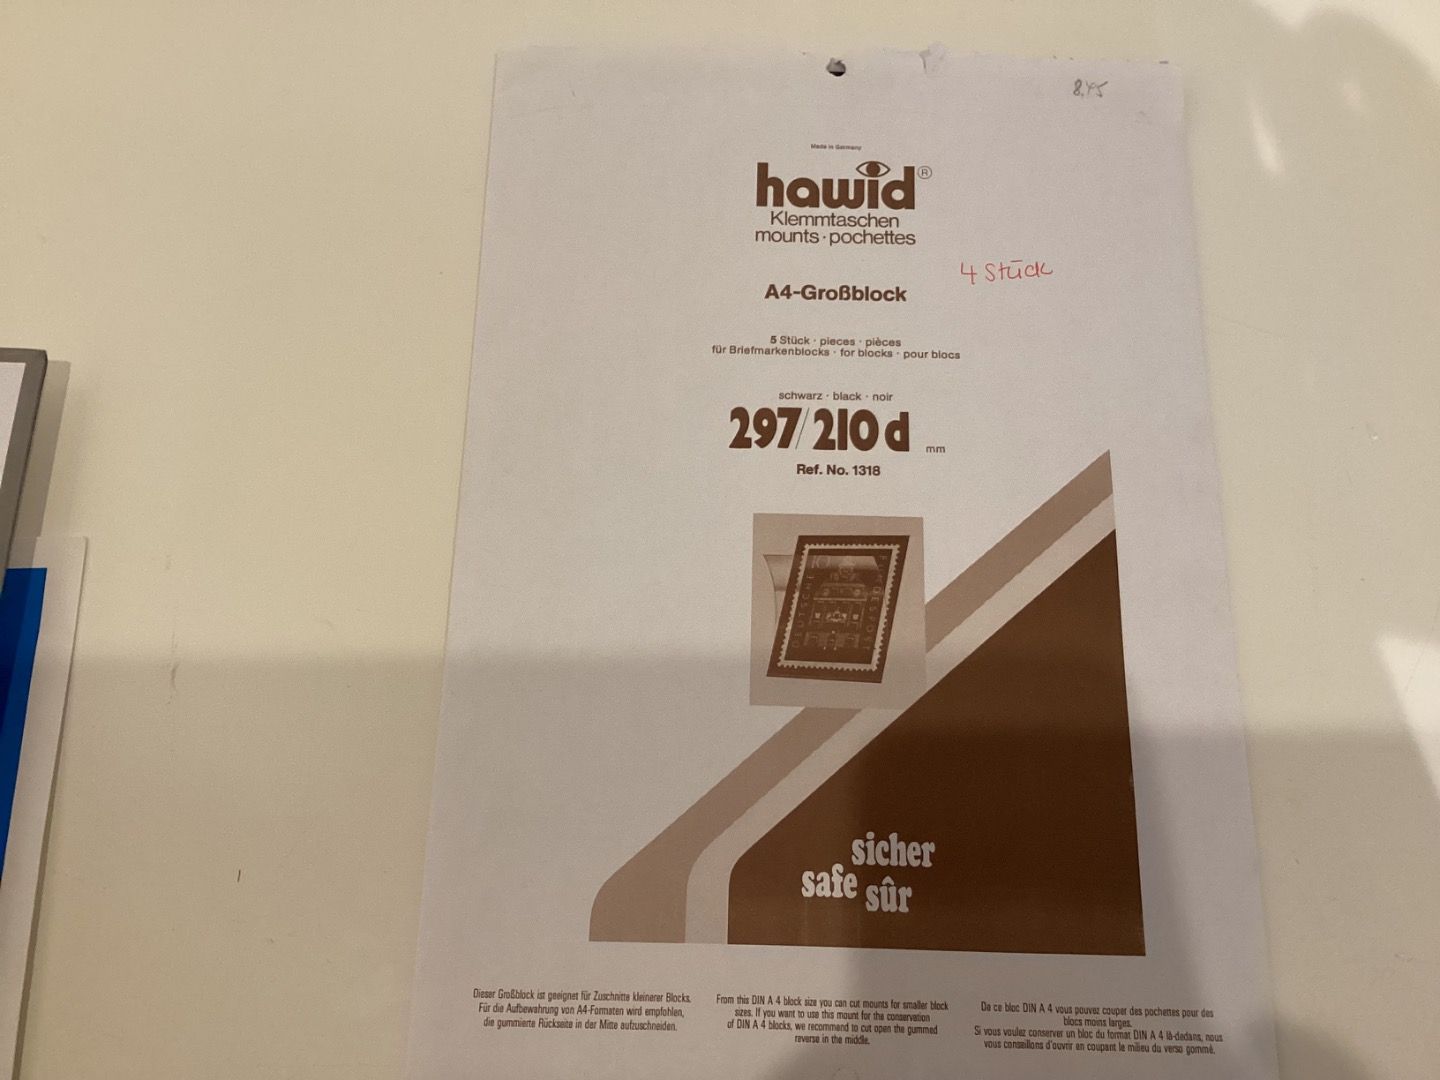 8,45
Made in Germany
hawid®
Klemmtaschen
mounts · pochettes
4 Stück
A4-Großblock
5 Stück · pieces · pièces
für Briefmarkenblocks · for blocks · pour blocs
schwarz · black · noir
297/210 d mm
Ref. No. 1318
10
DEUTSCHE
BUNDESPOST
sicher
safe sûr
Dieser Großblock ist geeignet für Zuschnitte kleinerer Blocks.
Für die Aufbewahrung von A4-Formaten wird empfohlen,
die gummierte Rückseite in der Mitte aufzuschneiden.
From this DIN A 4 block size you can cut mounts for smaller block
sizes. If you want to use this mount for the conservation
of DIN A 4 blocks, we recommend to cut open the gummed
reverse in the middle.
De ce bloc DIN A 4 vous pouvez couper des pochettes pour des
blocs moins larges.
Si vous voulez conserver un bloc du format DIN A 4 là-dedans, nous
vous conseillons d'ouvrir en coupant le milieu du verso gommé.